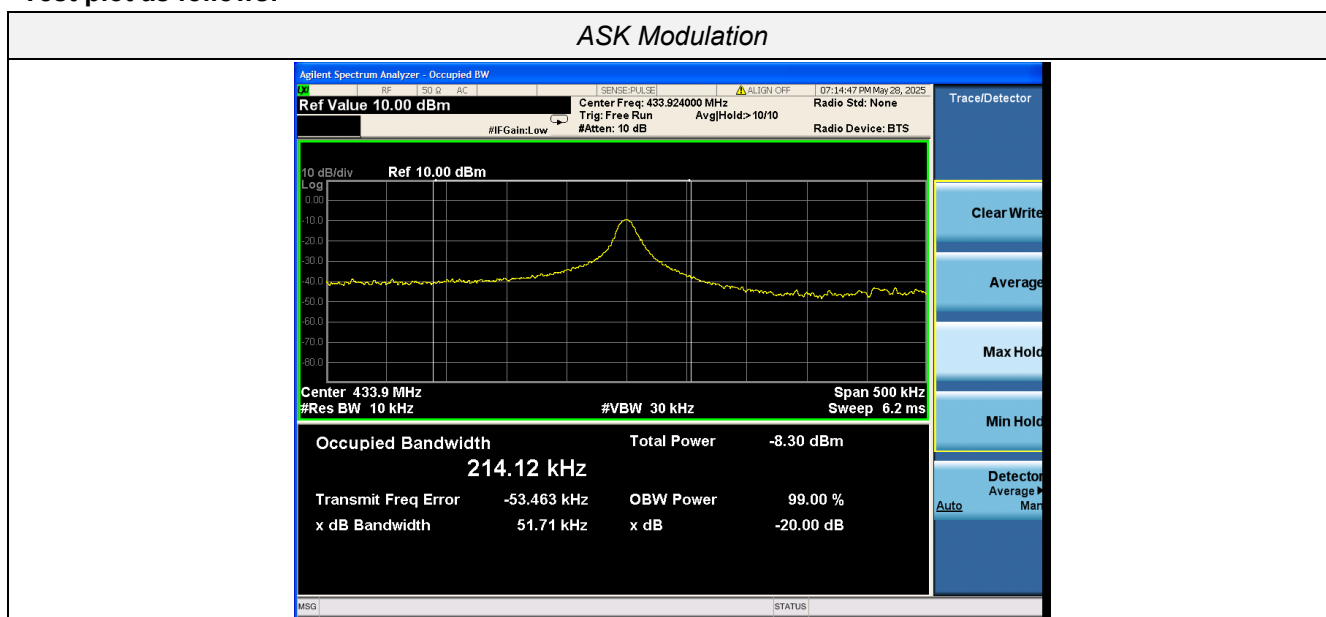 Test plot as follows:
ASK Modulation
Agilent Spectrum Analyzer - Occupied BW
LXI RF 50 Ω AC SENSE:PULSE ALIGN OFF 07:14:47 PM May 28, 2025
Ref Value 10.00 dBm Center Freq: 433.924000 MHz Radio Std: None
Trig: Free Run Avg|Hold:> 10/10
#IFGain:Low #Atten: 10 dB Radio Device: BTS
Trace/Detector
10 dB/div Ref 10.00 dBm
Log
0.00
-10.0
-20.0
-30.0
-40.0
-50.0
-60.0
-70.0
-80.0
Center 433.9 MHz Span 500 kHz
#Res BW 10 kHz #VBW 30 kHz Sweep 6.2 ms
Occupied Bandwidth Total Power -8.30 dBm
214.12 kHz
Transmit Freq Error -53.463 kHz OBW Power 99.00 %
x dB Bandwidth 51.71 kHz x dB -20.00 dB
Clear Write
Average
Max Hold
Min Hold
Detector
Average
Auto Man
MSG STATUS